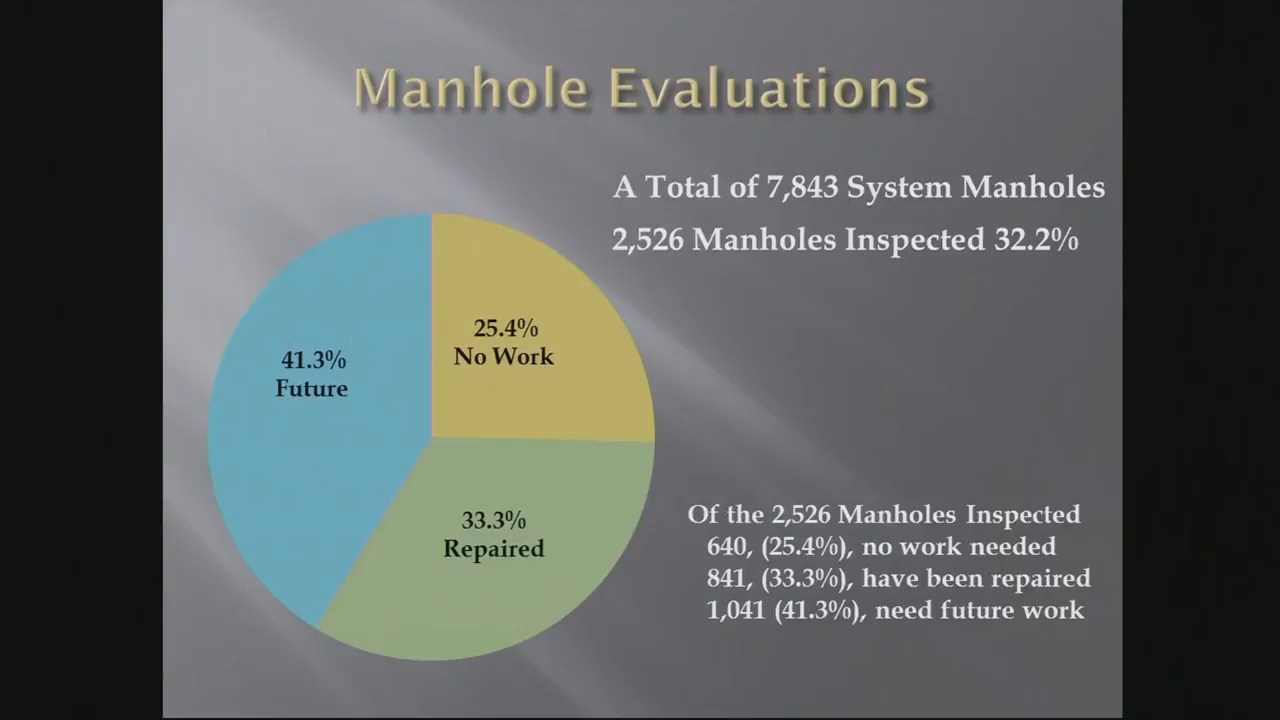 Manhole Evaluations
A Total of 7,843 System Manholes
2,526 Manholes Inspected 32.2%
25.4%
No Work
41.3%
Future
33.3%
Repaired
Of the 2,526 Manholes Inspected
640, (25.4%), no work needed
841, (33.3%), have been repaired
1,041 (41.3%), need future work